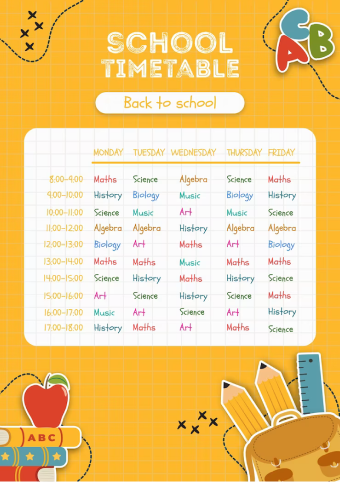 SCHOOL
TIMETABLE
A C B
Back to school
MONDAY TUESDAY WEDNESDAY THURSDAY FRIDAY
8.00-9.00 Maths Science Algebra Science Maths
9.00-10.00 History Biology Music Biology History
10.00-11.00 Science Music Art Music Science
11.00-12.00 Algebra Algebra History Algebra Algebra
12.00-13.00 Biology Art Maths Art Biology
13.00-14.00 Maths Maths Music Maths Maths
14.00-15.00 Science History Maths History Science
15.00-16.00 Art Science History Science Maths
16.00-17.00 Music Art Science Art History
17.00-18.00 History Maths Art Maths Science
ABC